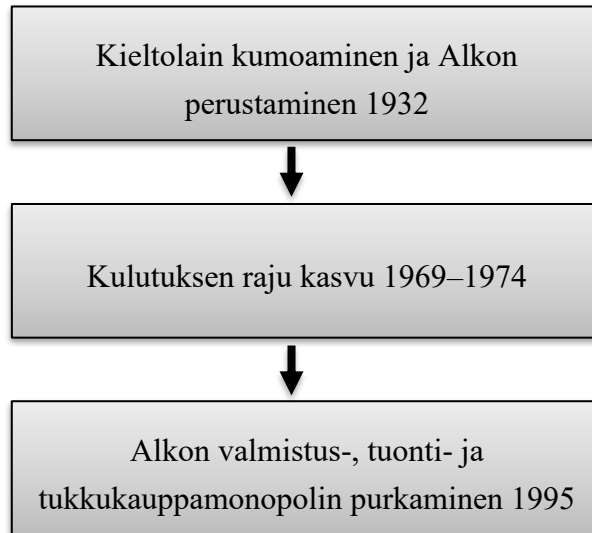 Kieltolain kumoaminen ja Alkon
perustaminen 1932
Kulutuksen raju kasvu 1969–1974
Alkon valmistus-, tuonti- ja
tukkukauppamonopolin purkaminen 1995